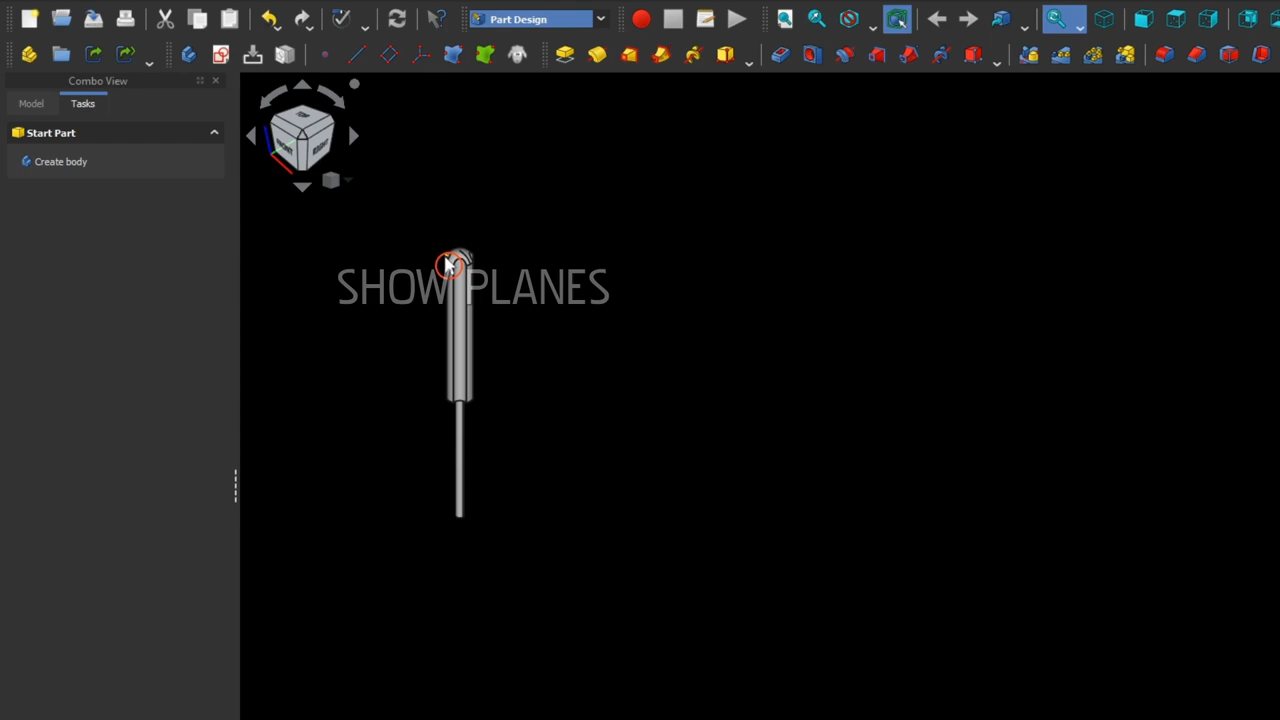 Part Design
Combo View
Model
Tasks
Start Part
Create body
SHOW PLANES